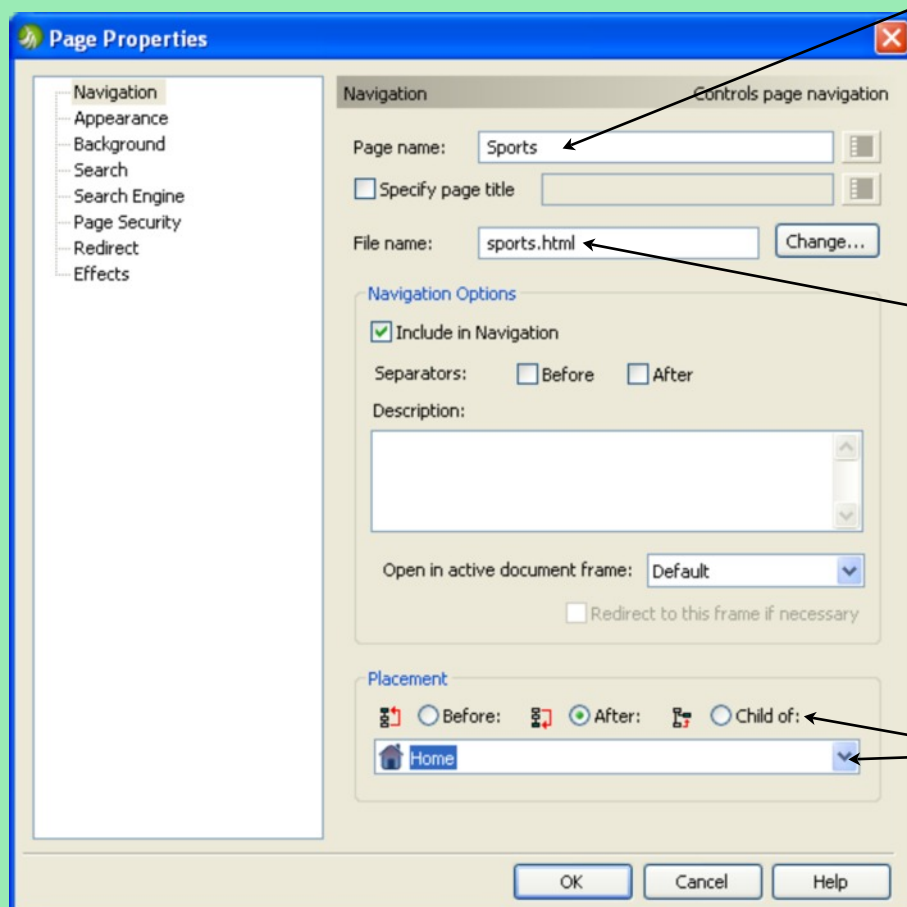 Page Properties
Navigation
Appearance
Background
Search
Search Engine
Page Security
Redirect
Effects
Navigation Controls page navigation
Page name: Sports
Specify page title
File name: sports.html Change...
Navigation Options
Include in Navigation
Separators: Before After
Description:
Open in active document frame: Default
Redirect to this frame if necessary
Placement
Before: After: Child of:
Home
OK Cancel Help